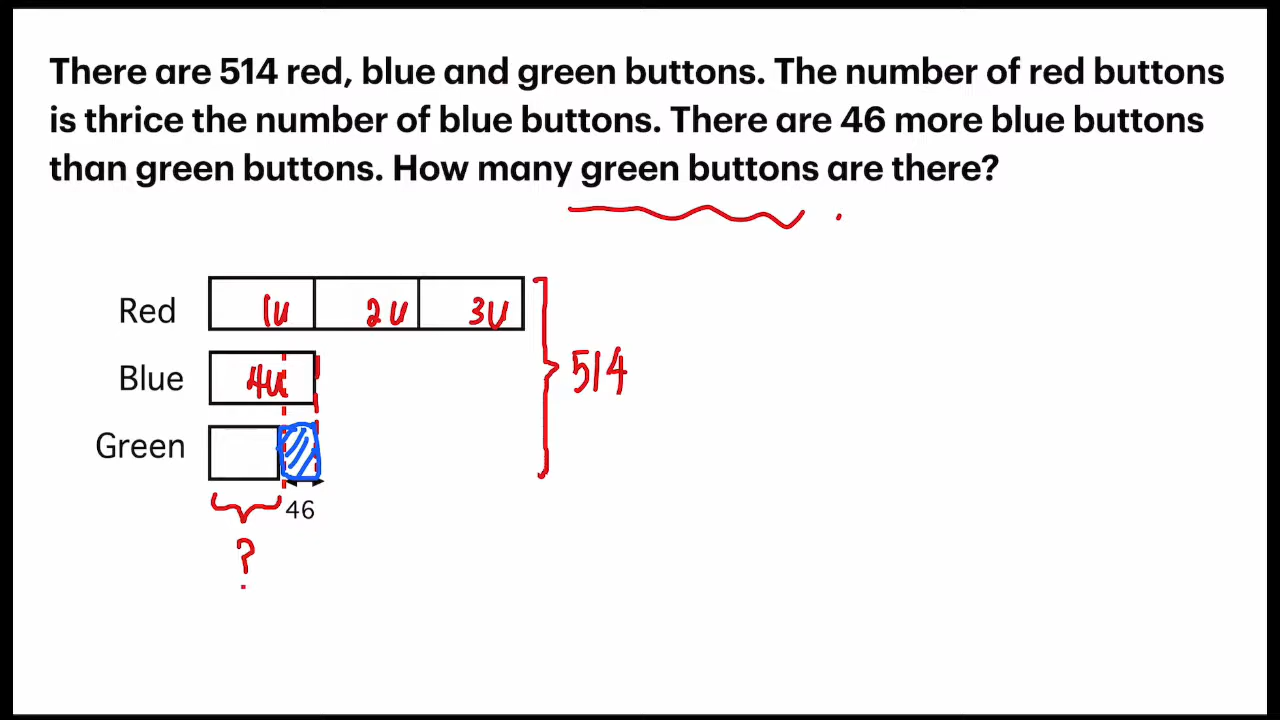 There are 514 red, blue and green buttons. The number of red buttons
is thrice the number of blue buttons. There are 46 more blue buttons
than green buttons. How many green buttons are there?
Red 1u 2u 3u
Blue 4u 514
Green
46
?